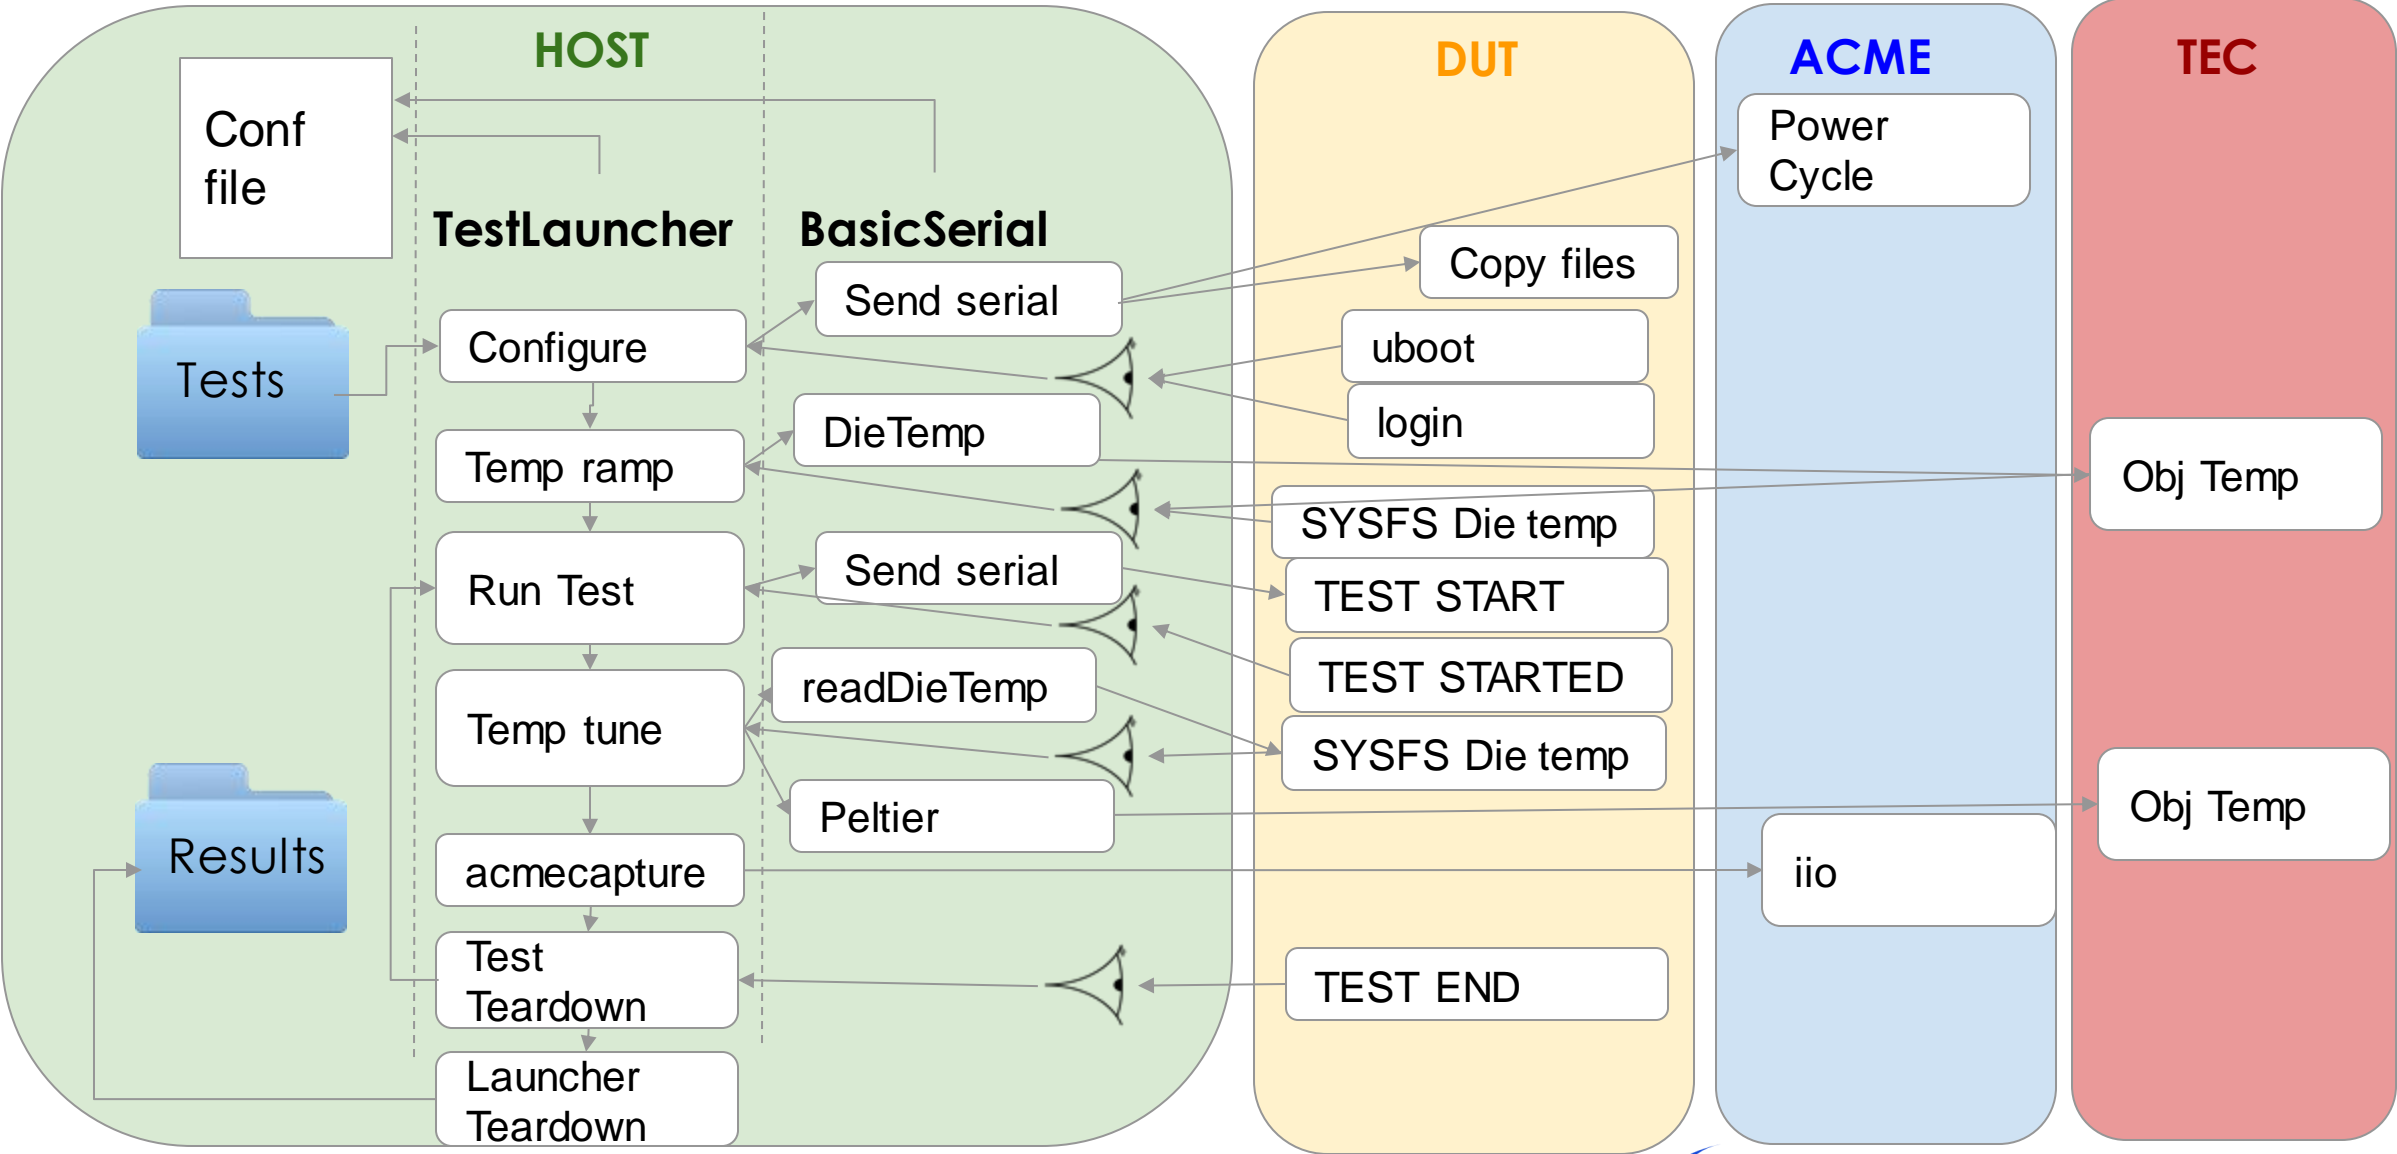 HOST
DUT
ACME
TEC
Conf
file
Power
Cycle
TestLauncher
BasicSerial
Send serial
Copy files
Configure
uboot
Tests
DieTemp
login
Temp ramp
Obj Temp
SYSFS Die temp
Run Test
Send serial
TEST START
TEST STARTED
readDieTemp
Temp tune
SYSFS Die temp
Peltier
Obj Temp
Results
acmecapture
iio
Test
Teardown
TEST END
Launcher
Teardown